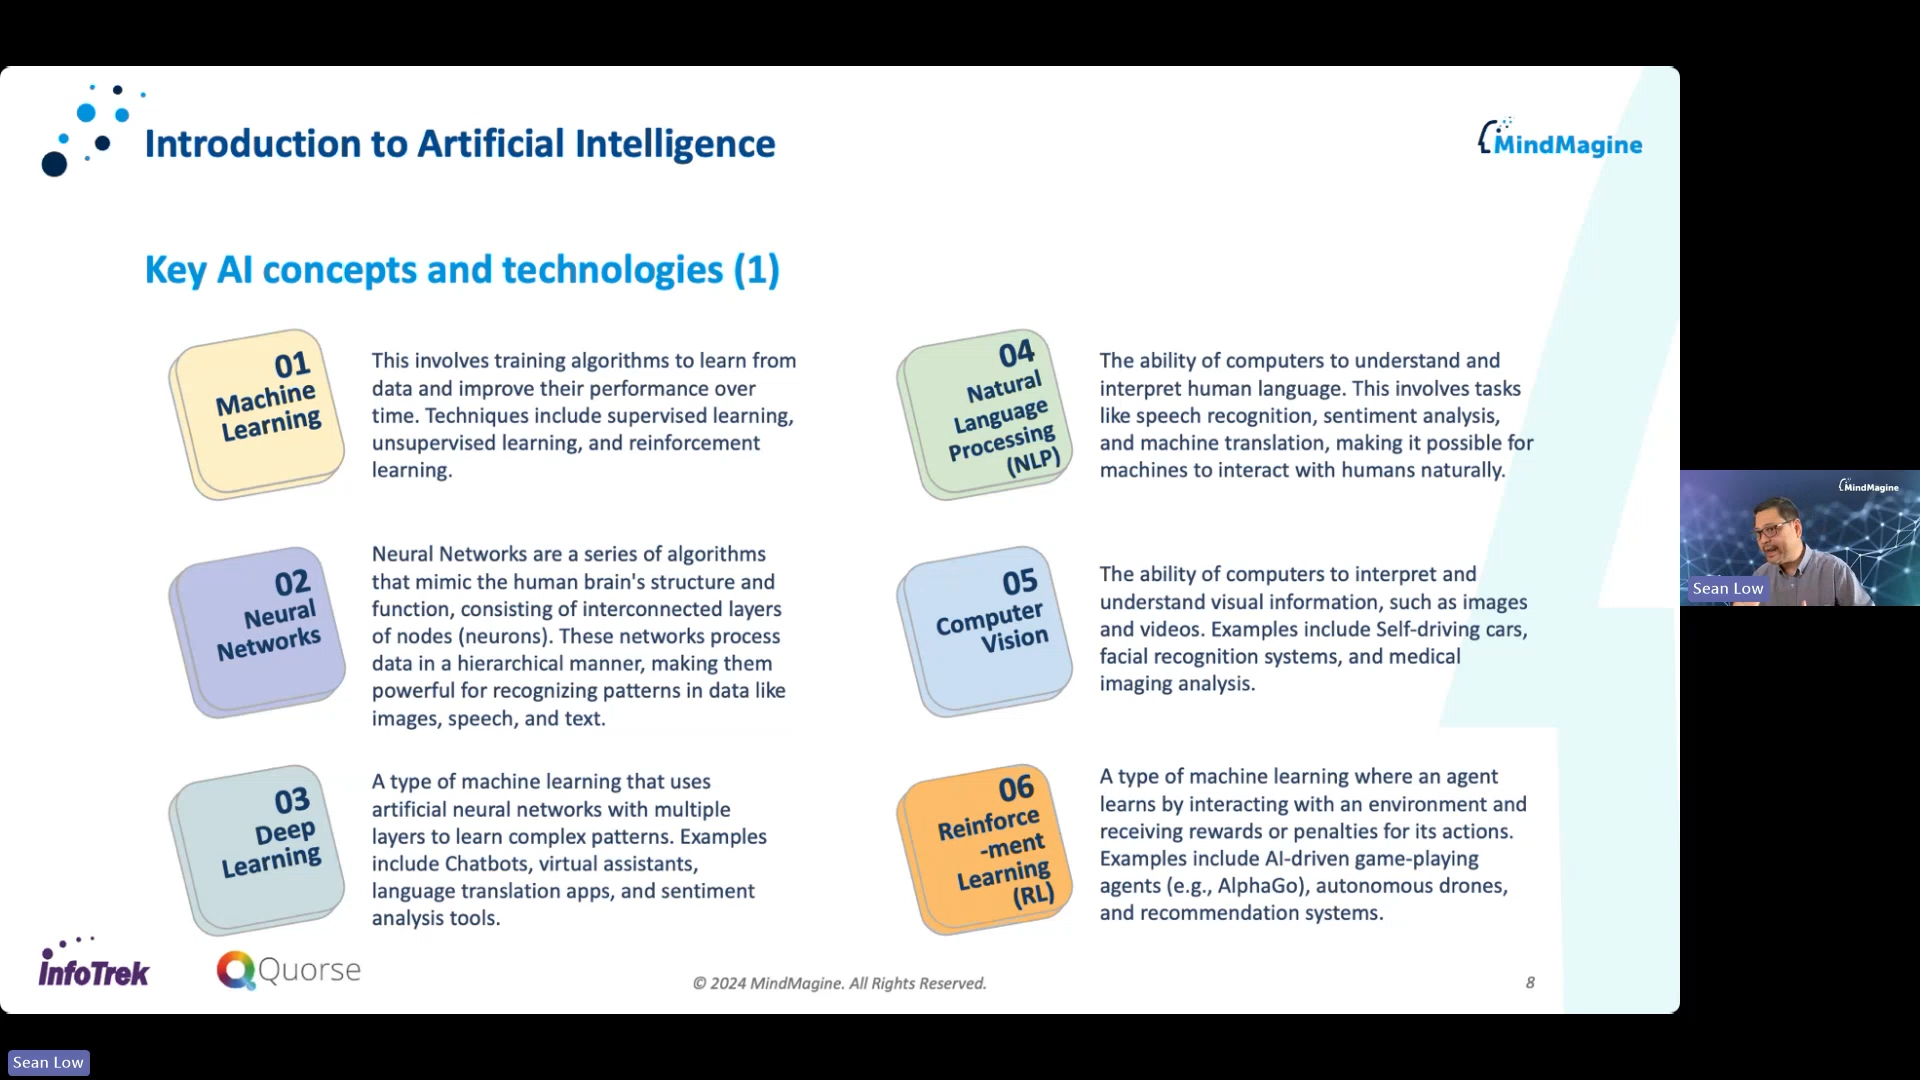 Introduction to Artificial Intelligence
MindMagine
Key AI concepts and technologies (1)
01
Machine
Learning
This involves training algorithms to learn from
data and improve their performance over
time. Techniques include supervised learning,
unsupervised learning, and reinforcement
learning.
02
Neural
Networks
Neural Networks are a series of algorithms
that mimic the human brain's structure and
function, consisting of interconnected layers
of nodes (neurons). These networks process
data in a hierarchical manner, making them
powerful for recognizing patterns in data like
images, speech, and text.
03
Deep
Learning
A type of machine learning that uses
artificial neural networks with multiple
layers to learn complex patterns. Examples
include Chatbots, virtual assistants,
language translation apps, and sentiment
analysis tools.
04
Natural
Language
Processing
(NLP)
The ability of computers to understand and
interpret human language. This involves tasks
like speech recognition, sentiment analysis,
and machine translation, making it possible for
machines to interact with humans naturally.
05
Computer
Vision
The ability of computers to interpret and
understand visual information, such as images
and videos. Examples include Self-driving cars,
facial recognition systems, and medical
imaging analysis.
06
Reinforce
-ment
Learning
(RL)
A type of machine learning where an agent
learns by interacting with an environment and
receiving rewards or penalties for its actions.
Examples include AI-driven game-playing
agents (e.g., AlphaGo), autonomous drones,
and recommendation systems.
infoTrek
Quorse
© 2024 MindMagine. All Rights Reserved.
8
MindMagine
Sean Low
Sean Low